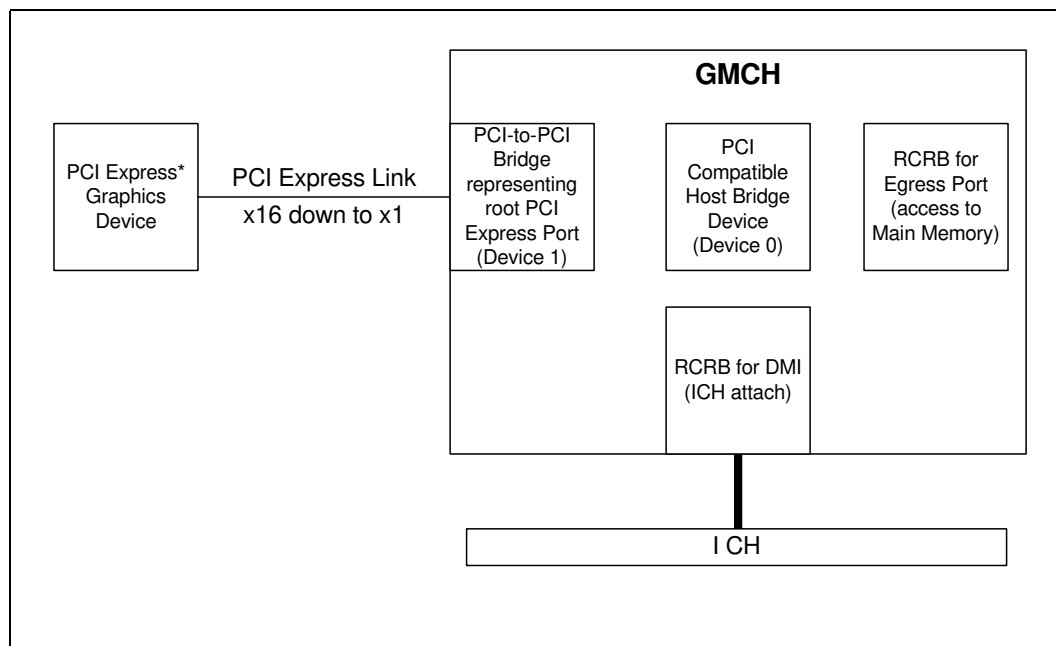 GMCH
PCI Express*
Graphics
Device
PCI Express Link
x16 down to x1
PCI-to-PCI
Bridge
representing
root PCI
Express Port
(Device 1)
PCI
Compatible
Host Bridge
Device
(Device 0)
RCRB for
Egress Port
(access to
Main Memory)
RCRB for DMI
(ICH attach)
I CH